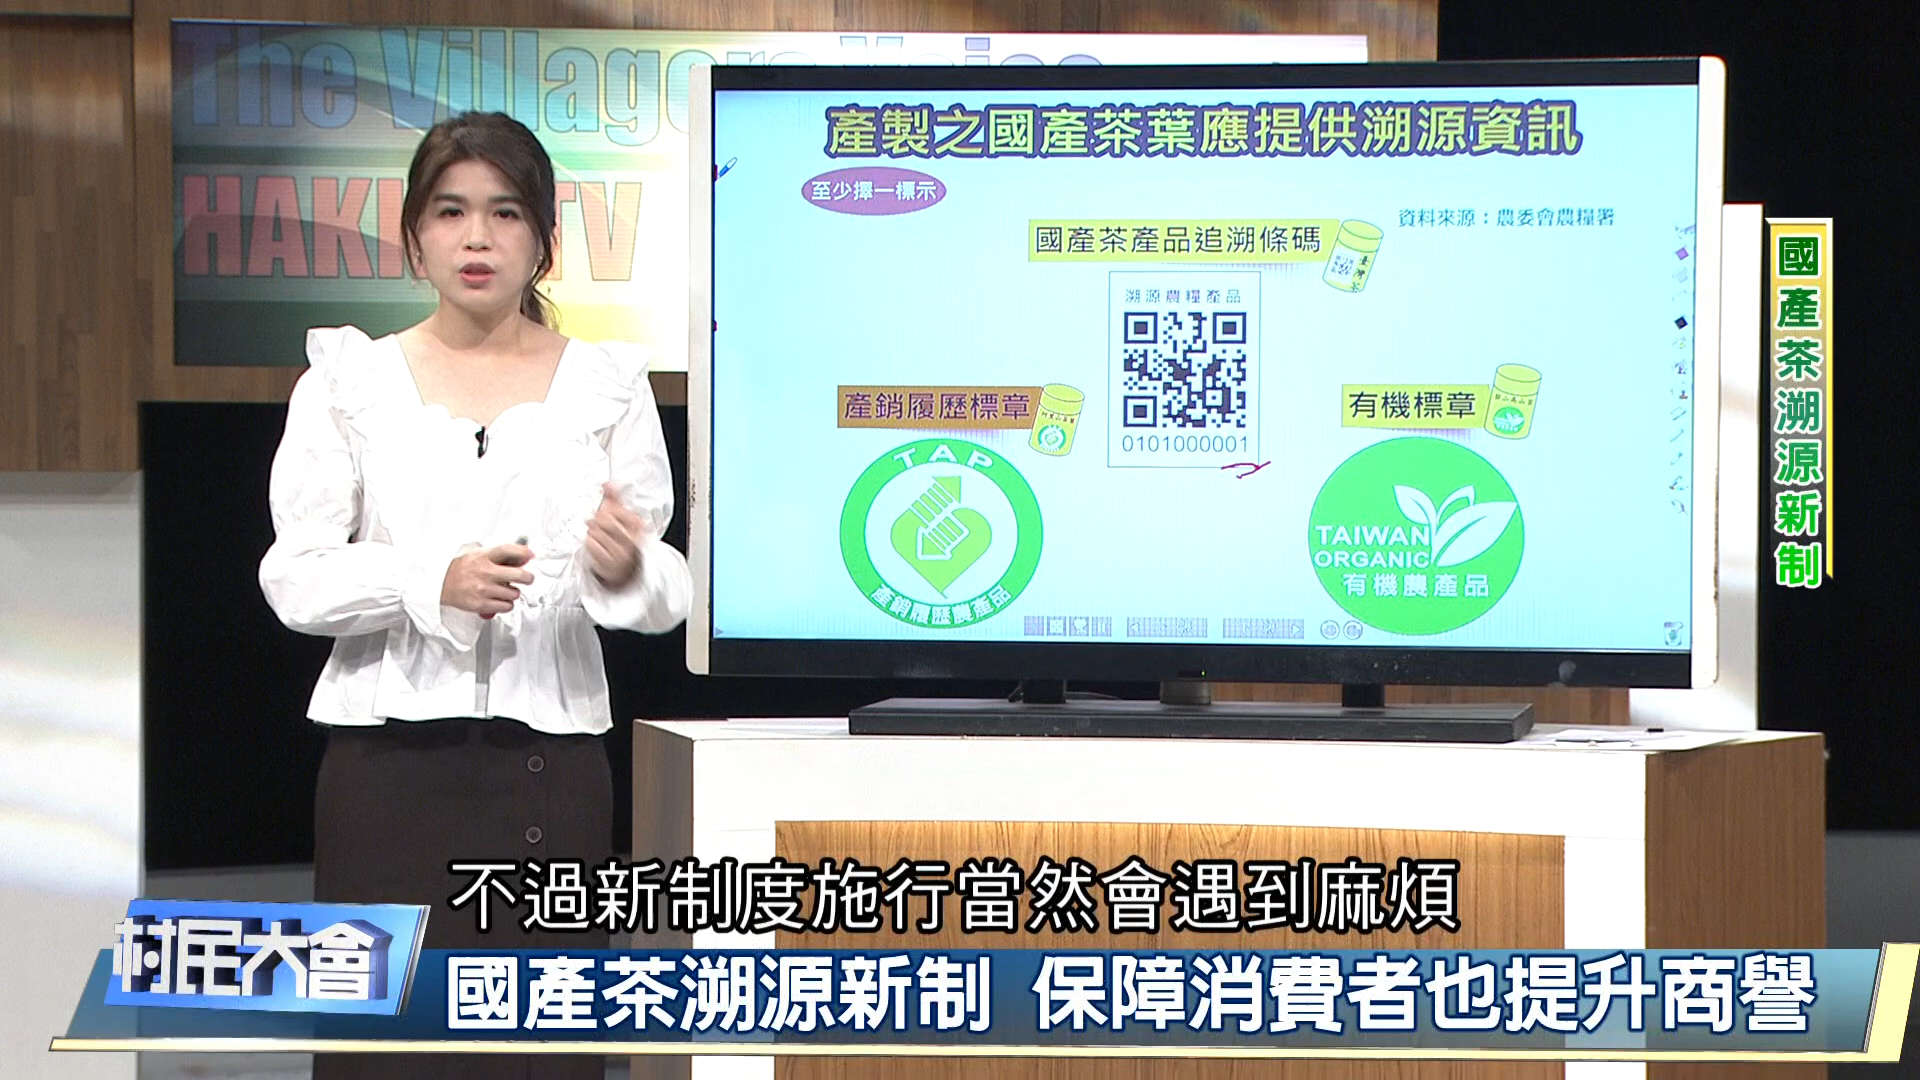 The Villagers Voice
HAKKA TV
產製之國產茶葉應提供溯源資訊
至少擇一標示
資料來源：農委會農糧署
國產茶產品追溯條碼
臺灣茶
溯源農糧產品
0101000001
產銷履歷標章
有機標章
TAP
產銷履歷農產品
TAIWAN
ORGANIC
有機農產品
國產茶溯源新制
不過新制度施行當然會遇到麻煩
村民大會
國產茶溯源新制 保障消費者也提升商譽